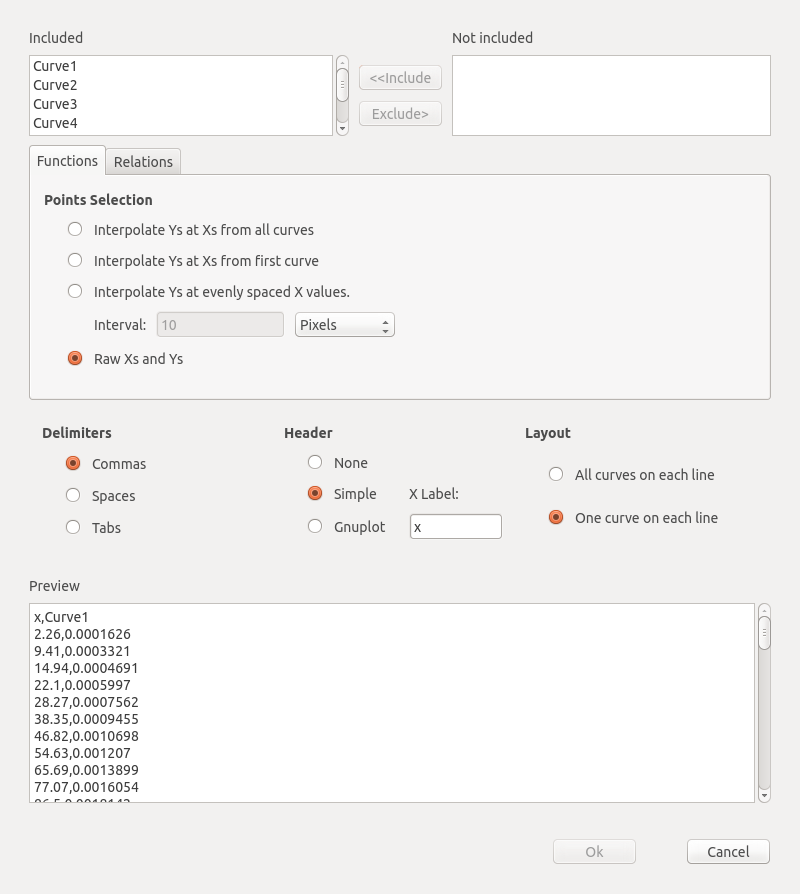 Included
Not included
Curve1
Curve2
Curve3
Curve4
<<Include
Exclude>
Functions
Relations
Points Selection
Interpolate Ys at Xs from all curves
Interpolate Ys at Xs from first curve
Interpolate Ys at evenly spaced X values.
Interval: 10 Pixels
Raw Xs and Ys
Delimiters
Commas
Spaces
Tabs
Header
None
Simple
Gnuplot
X Label:
x
Layout
All curves on each line
One curve on each line
Preview
x,Curve1
2.26,0.0001626
9.41,0.0003321
14.94,0.0004691
22.1,0.0005997
28.27,0.0007562
38.35,0.0009455
46.82,0.0010698
54.63,0.001207
65.69,0.0013899
77.07,0.0016054
Ok
Cancel